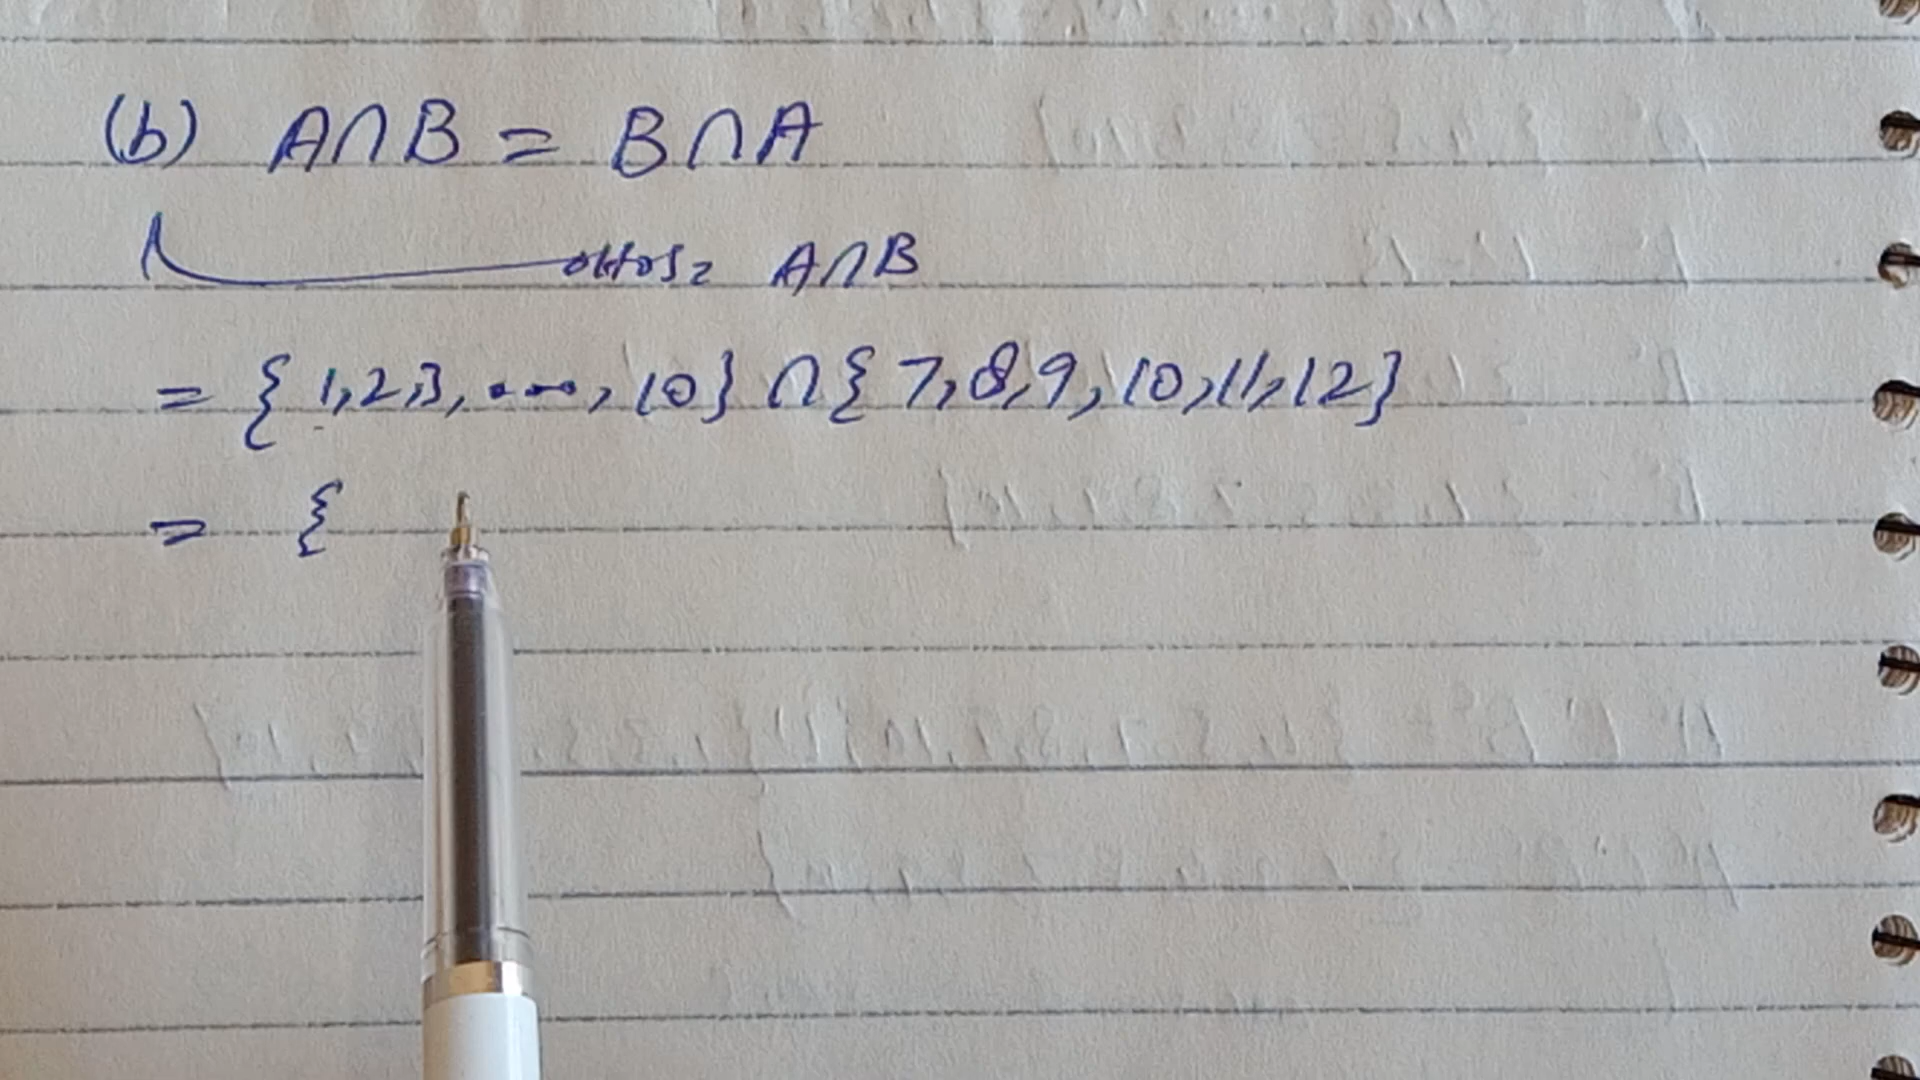 (b) A∩B = B∩A
A∩B
= { 1,2,3, ..., 10} ∩ { 7,8,9, 10, 11, 12}
= {